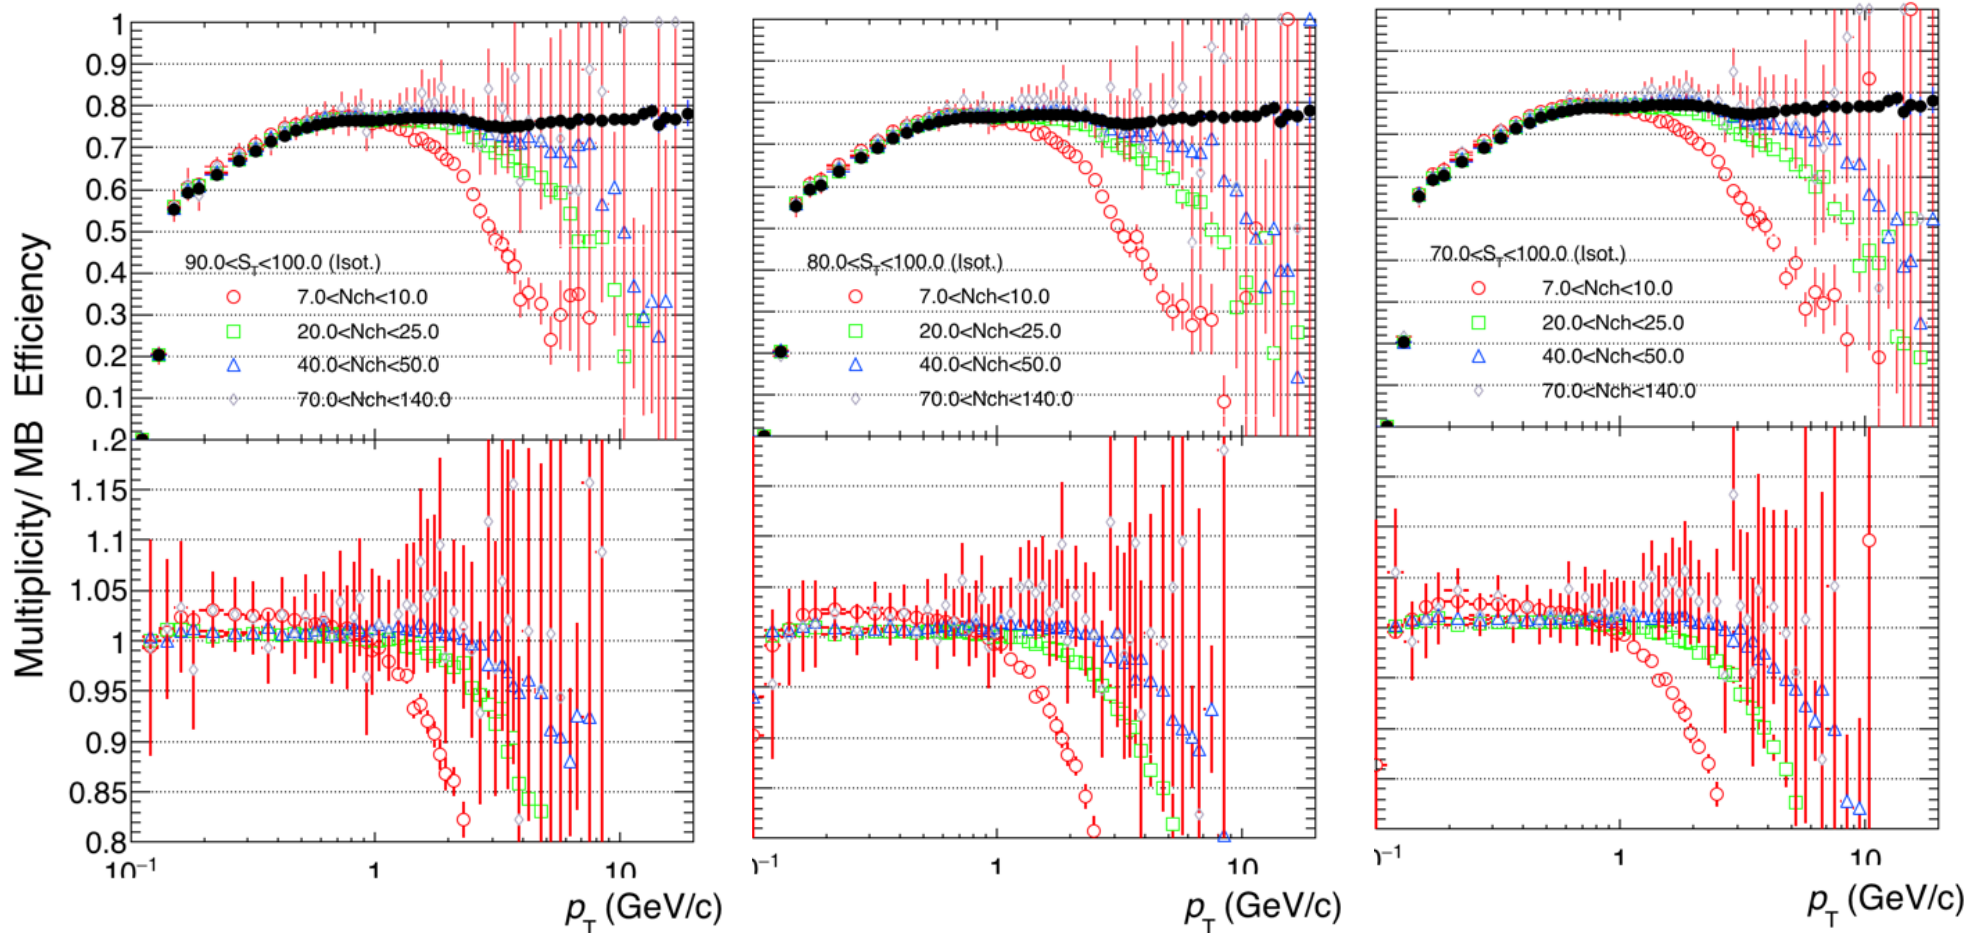 Multiplicity/ MB Efficiency
1
0.9
0.8
0.7
0.6
0.5
0.4
0.3
0.2
0.1
0
90.0<S_T<100.0 (Isot.)
7.0<Nch<10.0
20.0<Nch<25.0
40.0<Nch<50.0
70.0<Nch<140.0
80.0<S_T<100.0 (Isot.)
7.0<Nch<10.0
20.0<Nch<25.0
40.0<Nch<50.0
70.0<Nch<140.0
70.0<S_T<100.0 (Isot.)
7.0<Nch<10.0
20.0<Nch<25.0
40.0<Nch<50.0
70.0<Nch<140.0
1.2
1.15
1.1
1.05
1
0.95
0.9
0.85
0.8
10⁻¹ 1 10
10⁻¹ 1 10
10⁻¹ 1 10
p_T (GeV/c)
p_T (GeV/c)
p_T (GeV/c)